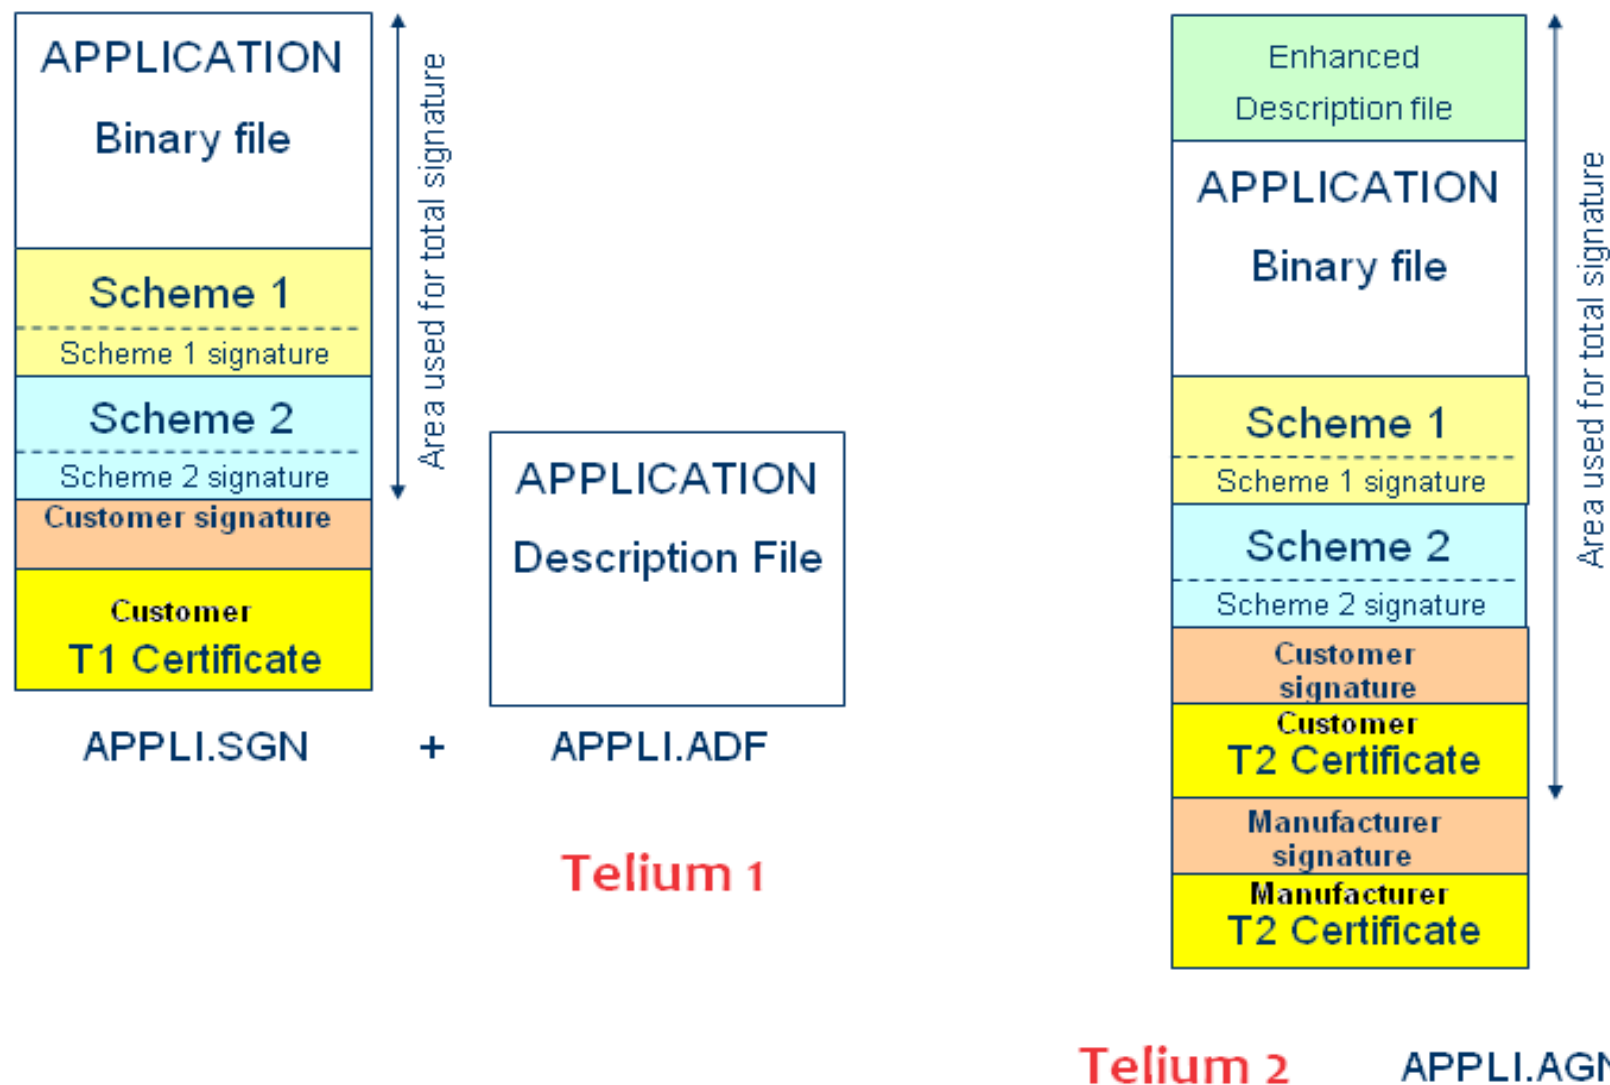 APPLICATION
Binary file
Scheme 1
Scheme 1 signature
Scheme 2
Scheme 2 signature
Customer signature
Customer
T1 Certificate
Area used for total signature
APPLI.SGN + APPLI.ADF
APPLICATION
Description File
Telium 1
Enhanced
Description file
APPLICATION
Binary file
Scheme 1
Scheme 1 signature
Scheme 2
Scheme 2 signature
Customer
signature
Customer
T2 Certificate
Manufacturer
signature
Manufacturer
T2 Certificate
Area used for total signature
Telium 2 APPLI.AGN